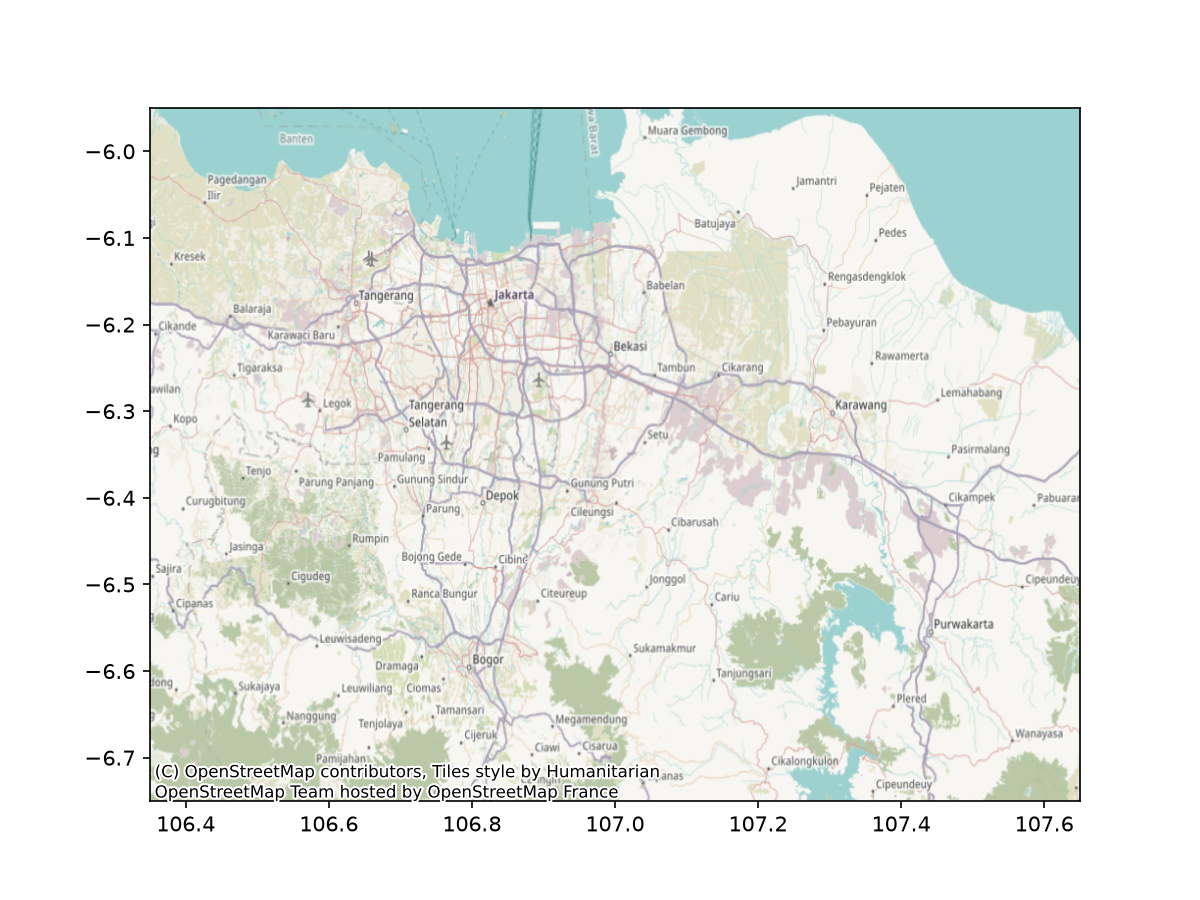 Muara Gembong
Banten
wa Barat
Jamantri
Pagedangan
Ilir
Pejaten
Batujaya
Pedes
Kresek
Rengasdengklok
Babelan
Tangerang
Jakarta
Balaraja
Pebayuran
Cikande
Karawaci Baru
Bekasi
Rawamerta
Tigaraksa
Tambun
Cikarang
awilan
Lemahabang
Legok
Tangerang
Selatan
Karawang
Kopo
Setu
Pasirmalang
Pamulang
Tenjo
Parung Panjang
Gunung Sindur
Gunung Putri
Curugbitung
Depok
Cikampek
Pabuaran
Parung
Cileungsi
Cibarusah
Rumpin
Jasinga
Bojong Gede
Cibino
Sajira
Cigudeg
Jonggol
Cipeundeuy
Ranca Bungur
Citeureup
Cariu
Cipanas
Purwakarta
Leuwisadeng
Sukamakmur
Dramaga
Bogor
Tanjungsari
dong
Sukajaya
Leuwiliang
Ciomas
Plered
Nanggung
Tenjolaya
Tamansari
Megamendung
Cijeruk
Wanayasa
Ciawi
Cisarua
Pamijahan
Cikalongkulon
anas
Cipeundeuy
(C) OpenStreetMap contributors, Tiles style by Humanitarian
OpenStreetMap Team hosted by OpenStreetMap France
−6.0
−6.1
−6.2
−6.3
−6.4
−6.5
−6.6
−6.7
106.4 106.6 106.8 107.0 107.2 107.4 107.6